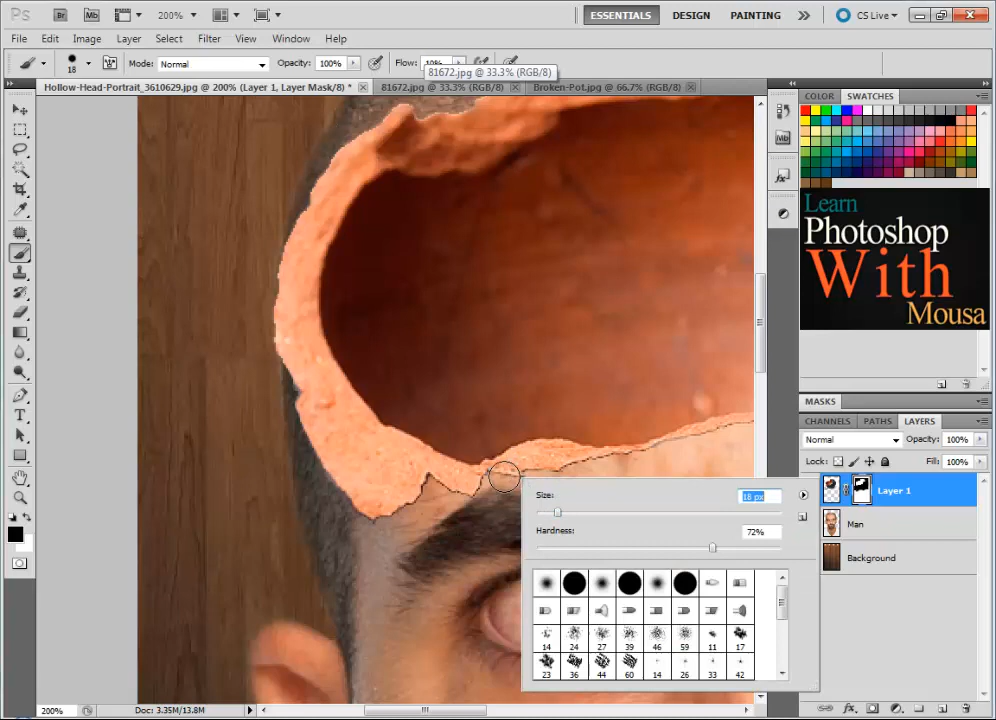 Ps Br Mb 200% ESSENTIALS DESIGN PAINTING CS Live
File Edit Image Layer Select Filter View Window Help
18 Mode: Normal Opacity: 100% Flow: 10%
81672.jpg @ 33.3% (RGB/8)
Hollow-Head-Portrait_3610629.jpg @ 200% (Layer 1, Layer Mask/8) * 81672.jpg @ 33.3% (RGB/8) Broken-Pot.jpg @ 66.7% (RGB/8)
COLOR SWATCHES
Mb
Learn
Photoshop
With
Mousa
MASKS
CHANNELS PATHS LAYERS
Normal Opacity: 100%
Lock: Fill: 100%
Layer 1
Man
Background
Size: 18 px
Hardness: 72%
14 24 27 39 46 59 11 17
23 36 44 60 14 26 33 42
200% Doc: 3.35M/13.8M